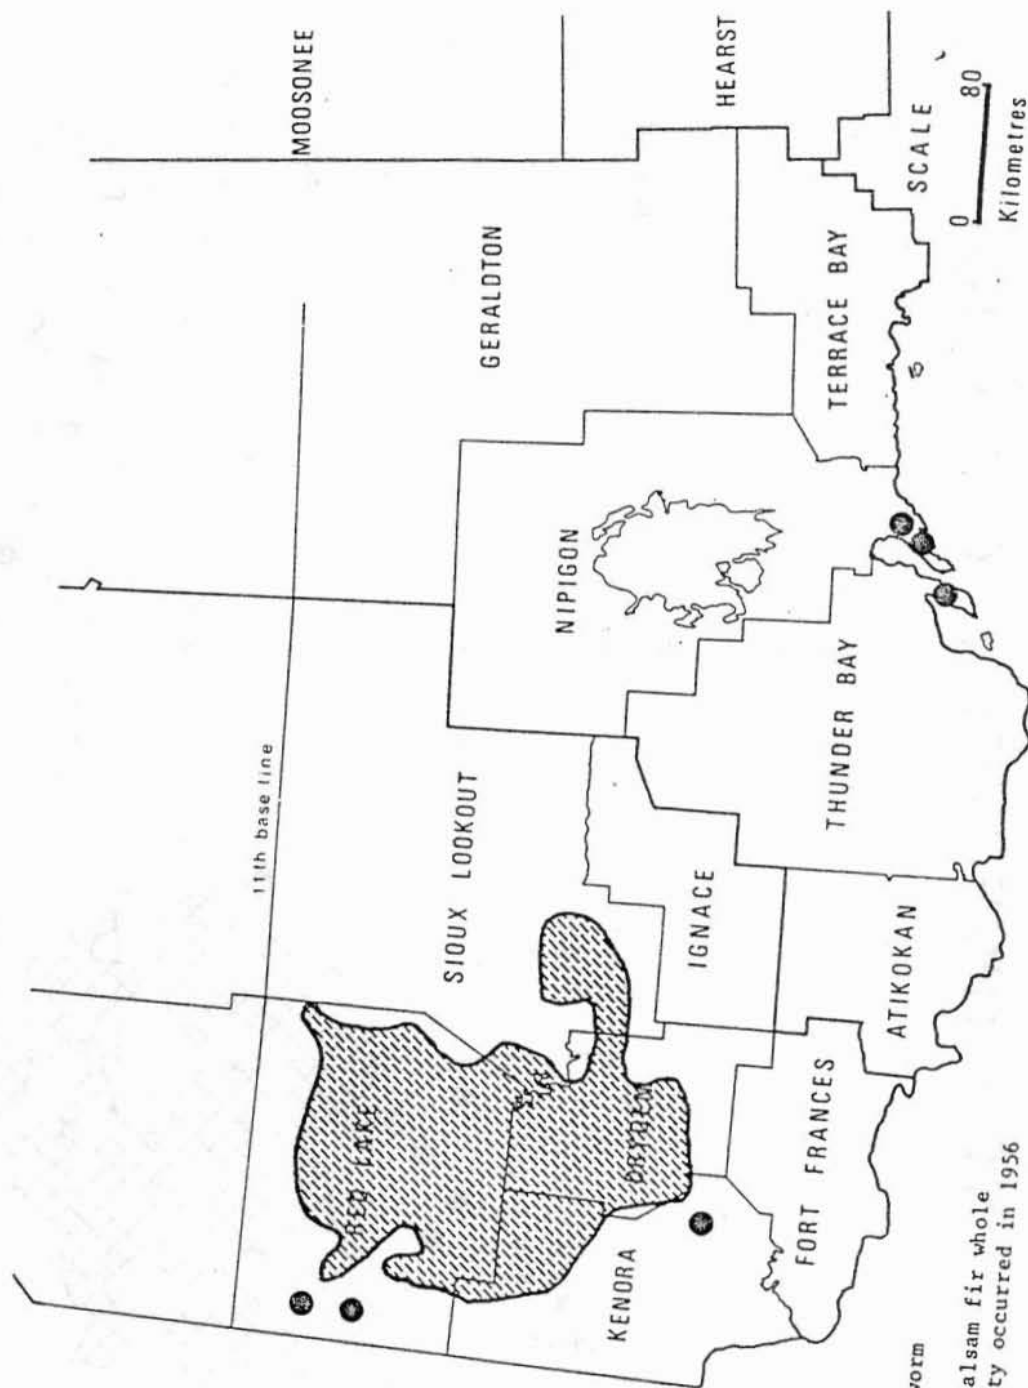 MOOSONEE
11th base line
GERALDTON
HEARST
SIOUX LOOKOUT
NIPIGON
RED LAKE
TERRACE BAY
SCALE
0 80
Kilometres
IGNACE
THUNDER BAY
DRYDEN
KENORA
ATIKOKAN
FORT FRANCES
alsam fir whole
ty occurred in 1956